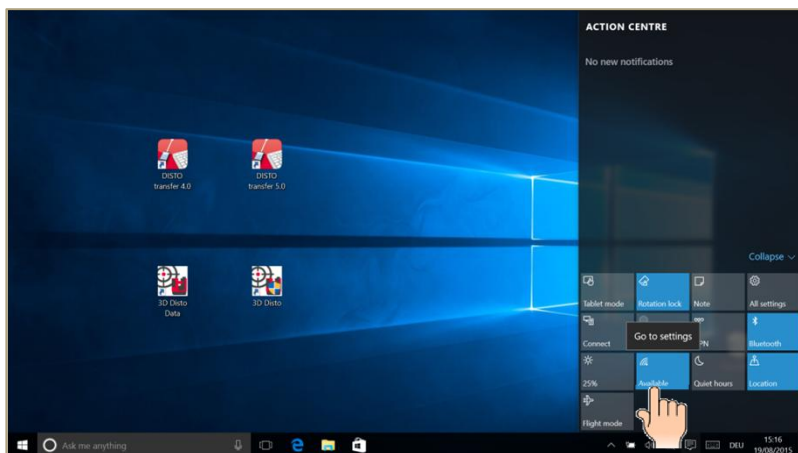 ACTION CENTRE
No new notifications
DISTO
transfer 4.0
DISTO
transfer 5.0
3D Disto
Data
3D Disto
Collapse
Tablet mode
Rotation lock
Note
All settings
Connect
Go to settings
Bluetooth
25%
Available
Quiet hours
Location
Flight mode
Ask me anything
DEU
15:16
19/08/2015